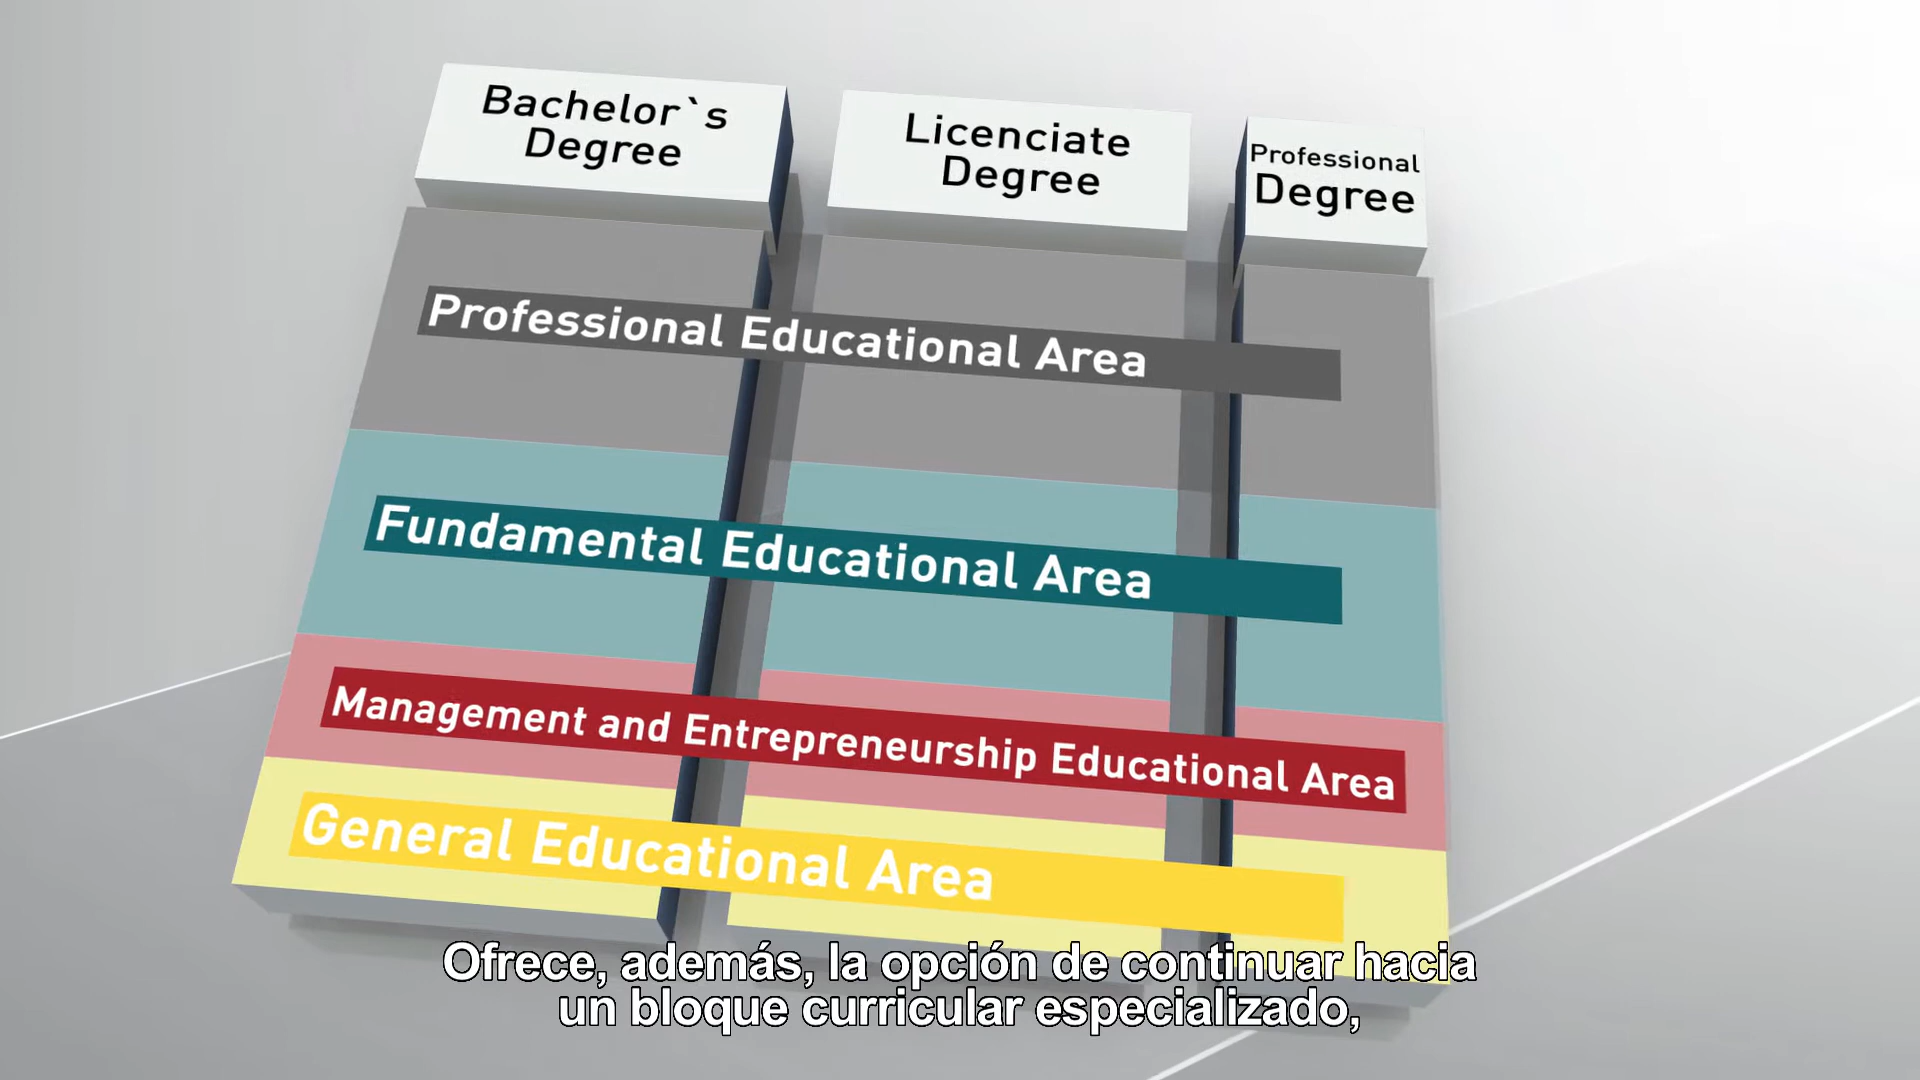 Bachelor`s
Degree
Licenciate
Degree
Professional
Degree
Professional Educational Area
Fundamental Educational Area
Management and Entrepreneurship Educational Area
General Educational Area
Ofrece, además, la opción de continuar hacia
un bloque curricular especializado,